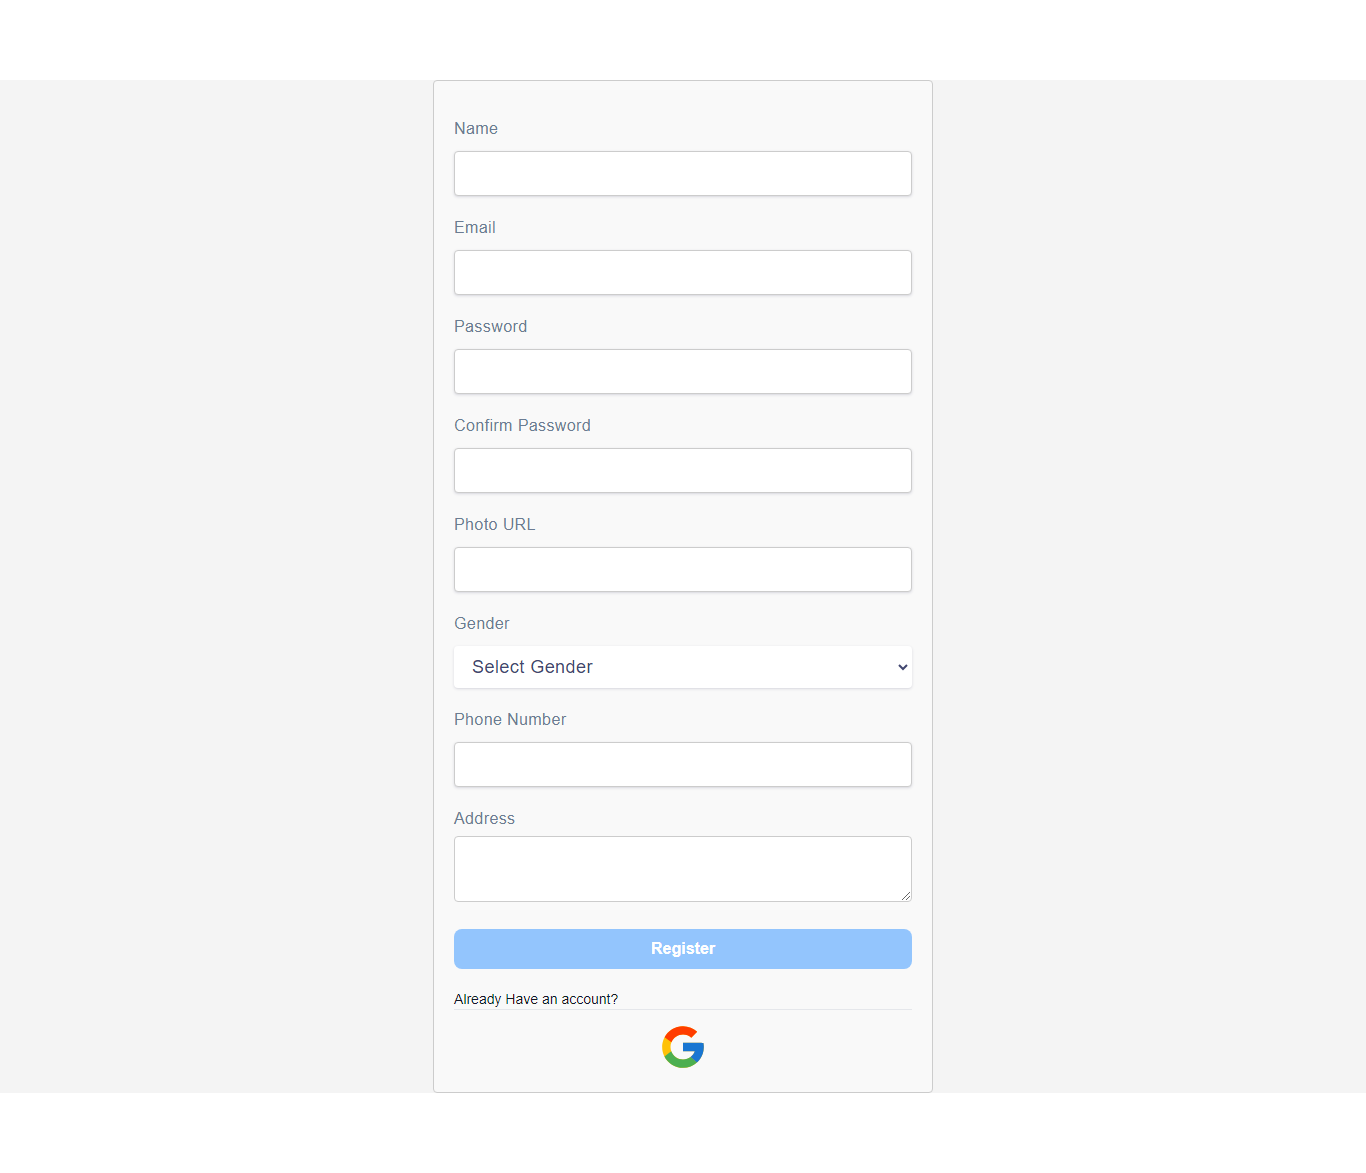 Name
Email
Password
Confirm Password
Photo URL
Gender
Select Gender
Phone Number
Address
Register
Already Have an account?